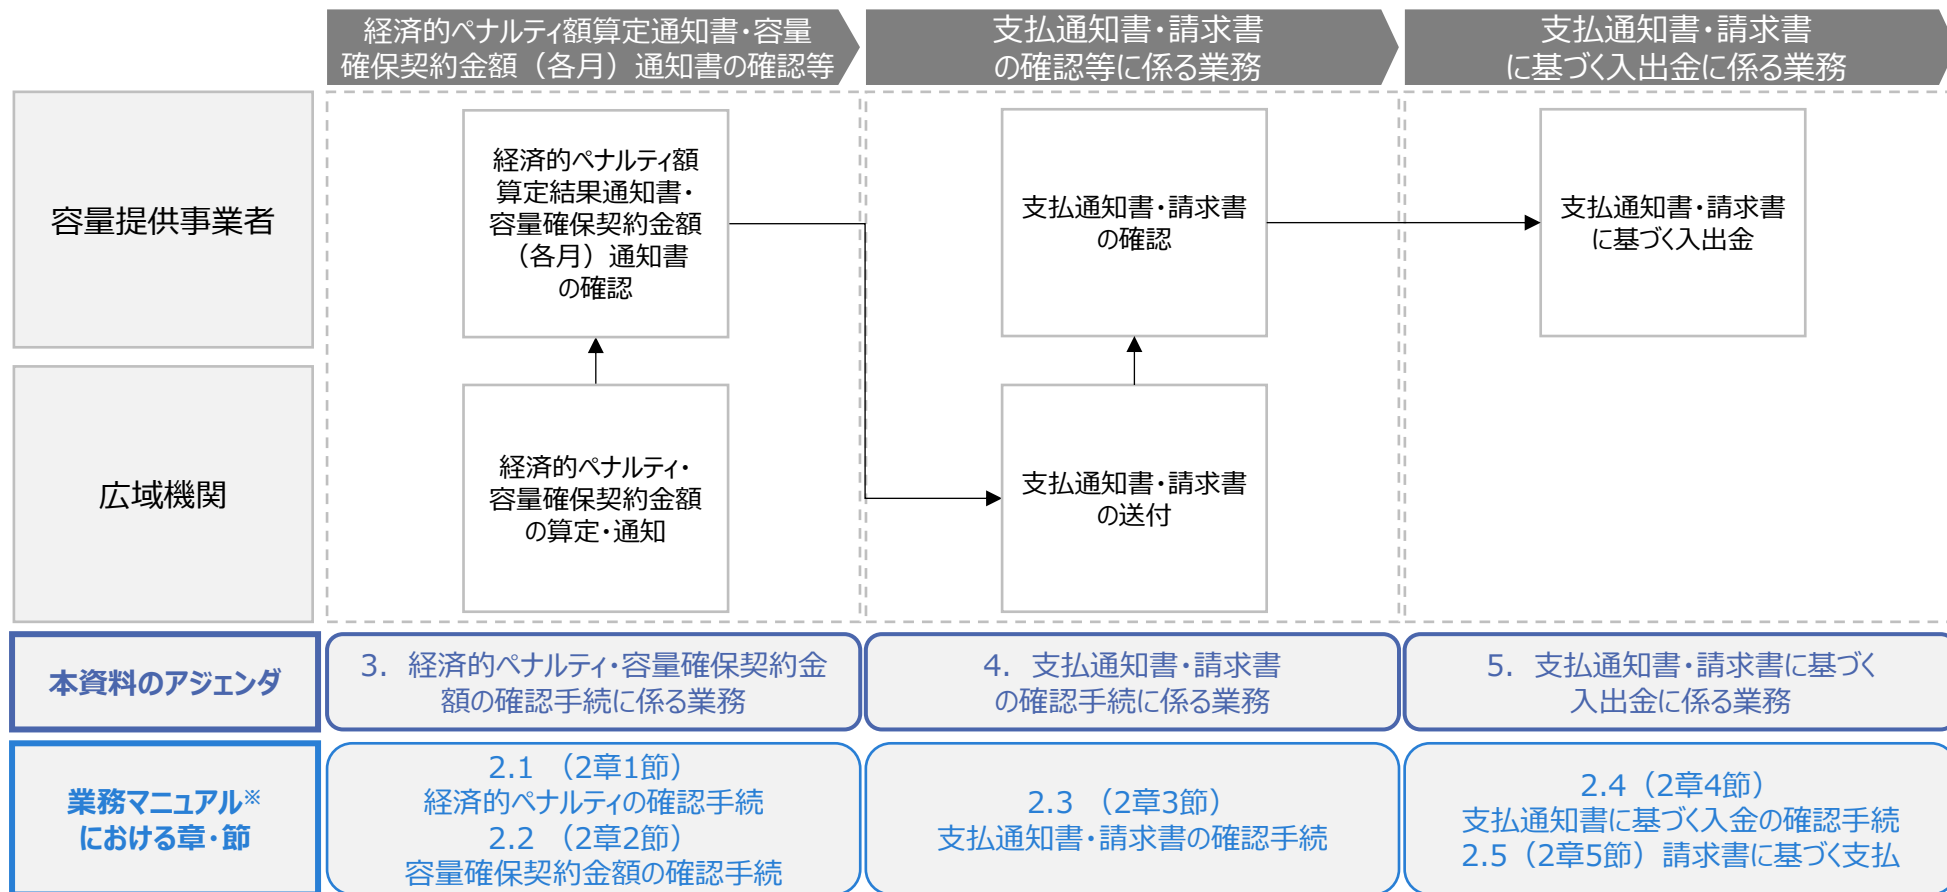 経済的ペナルティ額算定通知書・容量
確保契約金額（各月）通知書の確認等
支払通知書・請求書
の確認等に係る業務
支払通知書・請求書
に基づく入出金に係る業務
容量提供事業者
経済的ペナルティ額
算定結果通知書・
容量確保契約金額
（各月）通知書
の確認
支払通知書・請求書
の確認
支払通知書・請求書
に基づく入出金
広域機関
経済的ペナルティ・
容量確保契約金額
の算定・通知
支払通知書・請求書
の送付
本資料のアジェンダ
3. 経済的ペナルティ・容量確保契約金
額の確認手続に係る業務
4. 支払通知書・請求書
の確認手続に係る業務
5. 支払通知書・請求書に基づく
入出金に係る業務
業務マニュアル※
における章・節
2.1 （2章1節）
経済的ペナルティの確認手続
2.2 （2章2節）
容量確保契約金額の確認手続
2.3 （2章3節）
支払通知書・請求書の確認手続
2.4（2章4節）
支払通知書に基づく入金の確認手続
2.5（2章5節）請求書に基づく支払